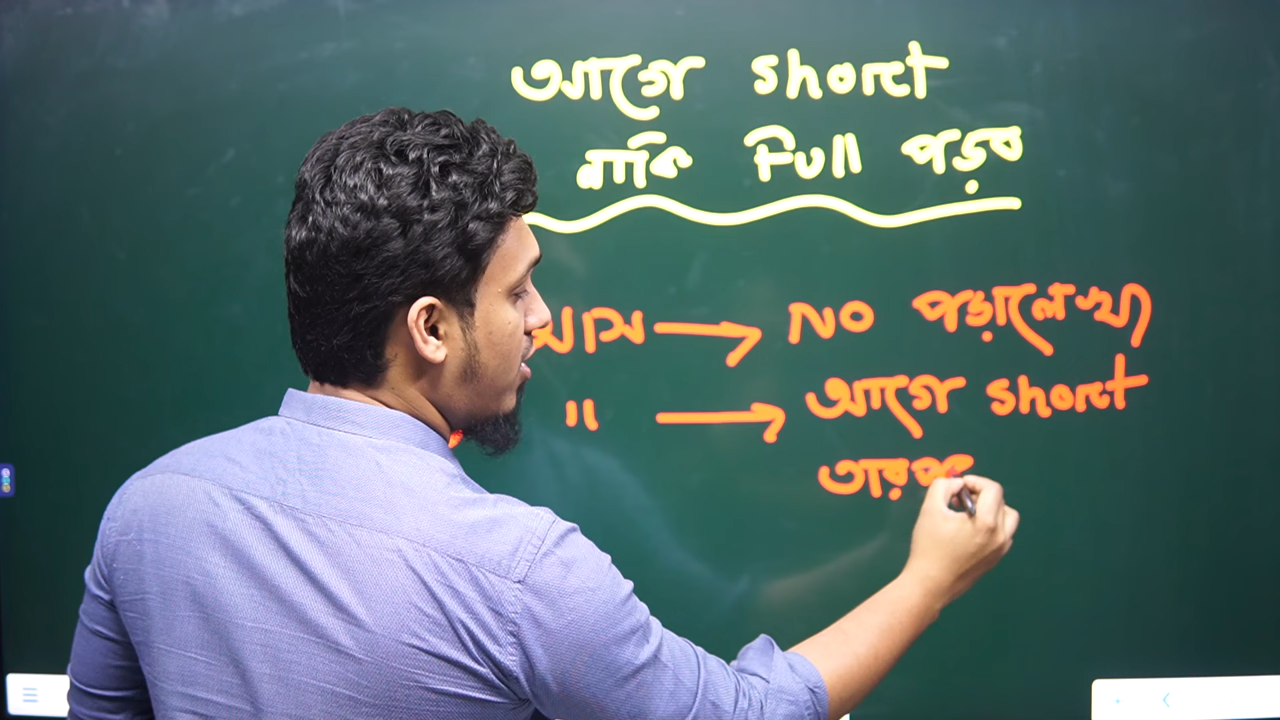 আগে short
নাকি Full পড়ব
মাস → NO পড়ালেখা
" → আগে short
তারপর